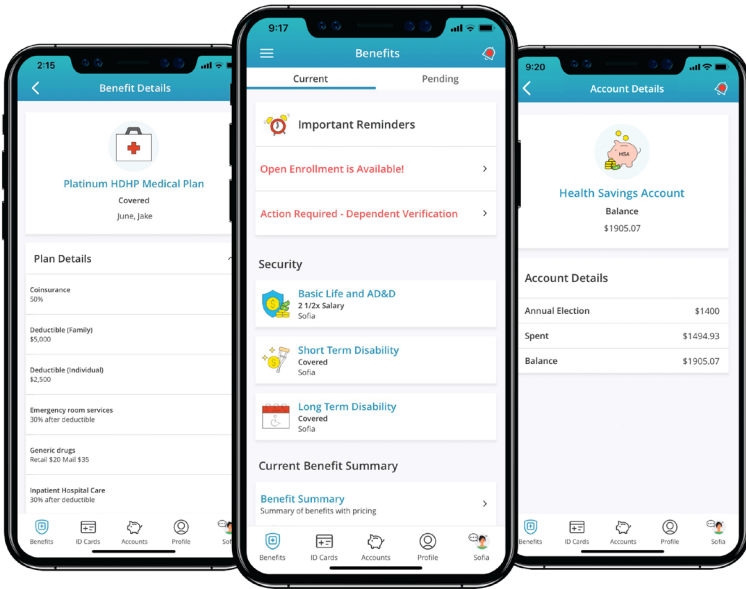 2:15
Benefit Details
Platinum HDHP Medical Plan
Covered
June, Jake
Plan Details
Coinsurance
50%
Deductible (Family)
$5,000
Deductible (Individual)
$2,500
Emergency room services
30% after deductible
Generic drugs
Recail $20 Mail $35
Inpatient Hospital Care
30% after deductible
Benefits
ID Cards
Accounts
Profile
Sofi
9:17
Benefits
Current
Pending
Important Reminders
Open Enrollment is Available!
Action Required - Dependent Verification
Security
Basic Life and AD&D
2 1/2x Salary
Sofia
Short Term Disability
Covered
Sofia
Long Term Disability
Covered
Sofia
Current Benefit Summary
Benefit Summary
Summary of benefits with pricing
Benefits
ID Cards
Accounts
Profile
Sofia
9:20
Account Details
HSA
Health Savings Account
Balance
$1905.07
Account Details
Annual Election $1400
Spent $1494.93
Balance $1905.07
Benefits
ID Cards
Accounts
Profile
Sofia